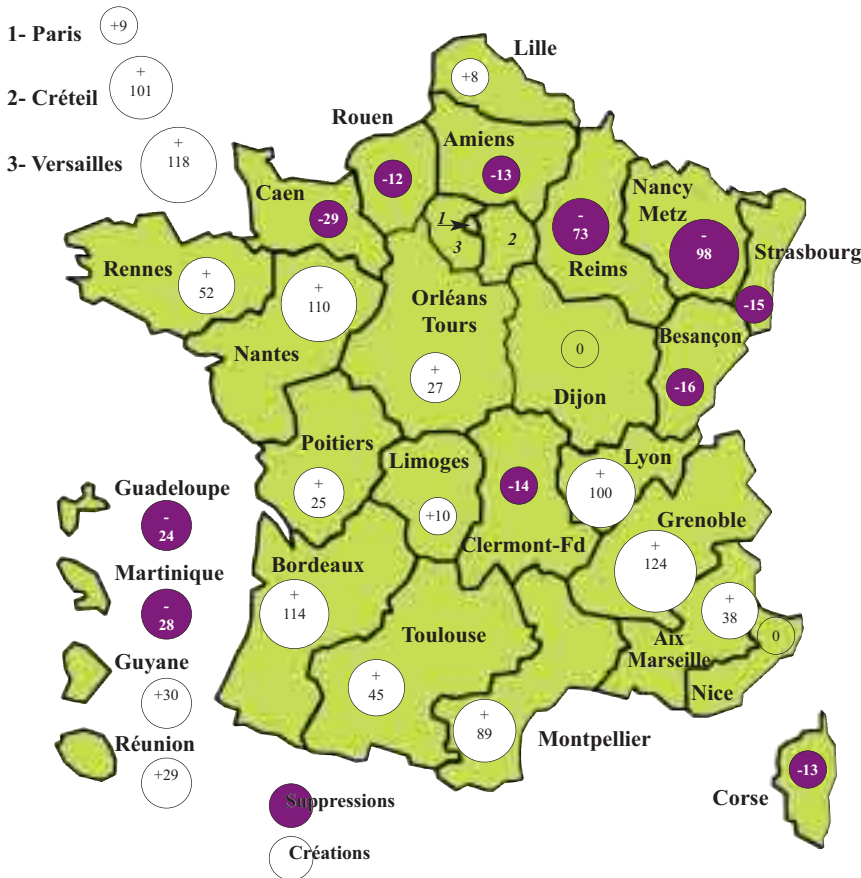 1- Paris
+9
2- Créteil
+
101
3- Versailles
+
118
Lille
+8
Rouen
-12
Amiens
-13
Caen
-29
1
3
2
Reims
-
73
Nancy
Metz
-
98
Strasbourg
-15
Rennes
+
52
Nantes
+
110
Orléans
Tours
+
27
Dijon
0
Besançon
-16
Poitiers
+
25
Limoges
+10
Clermont-Fd
-14
Lyon
+
100
Grenoble
+
124
Guadeloupe
-
24
Martinique
-
28
Guyane
+30
Réunion
+29
Bordeaux
+
114
Toulouse
+
45
Montpellier
+
89
Aix
Marseille
+
38
Nice
0
Corse
-13
Suppressions
Créations